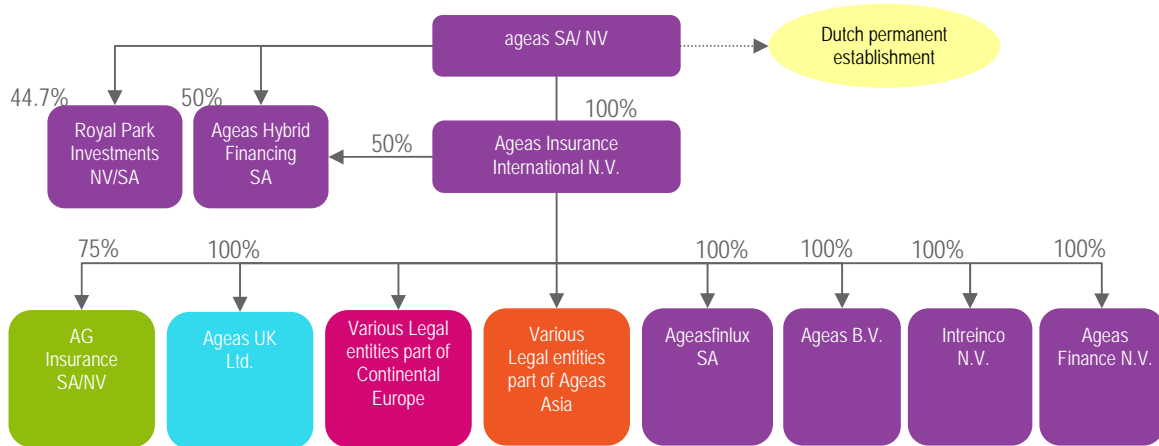 ageas SA/ NV
Dutch permanent
establishment
44.7%
50%
100%
Royal Park
Investments
NV/SA
Ageas Hybrid
Financing
SA
50%
Ageas Insurance
International N.V.
75%
100%
100%
100%
100%
100%
AG
Insurance
SA/NV
Ageas UK
Ltd.
Various Legal
entities part of
Continental
Europe
Various
Legal entities
part of Ageas
Asia
Ageasfinlux
SA
Ageas B.V.
Intreinco
N.V.
Ageas
Finance N.V.